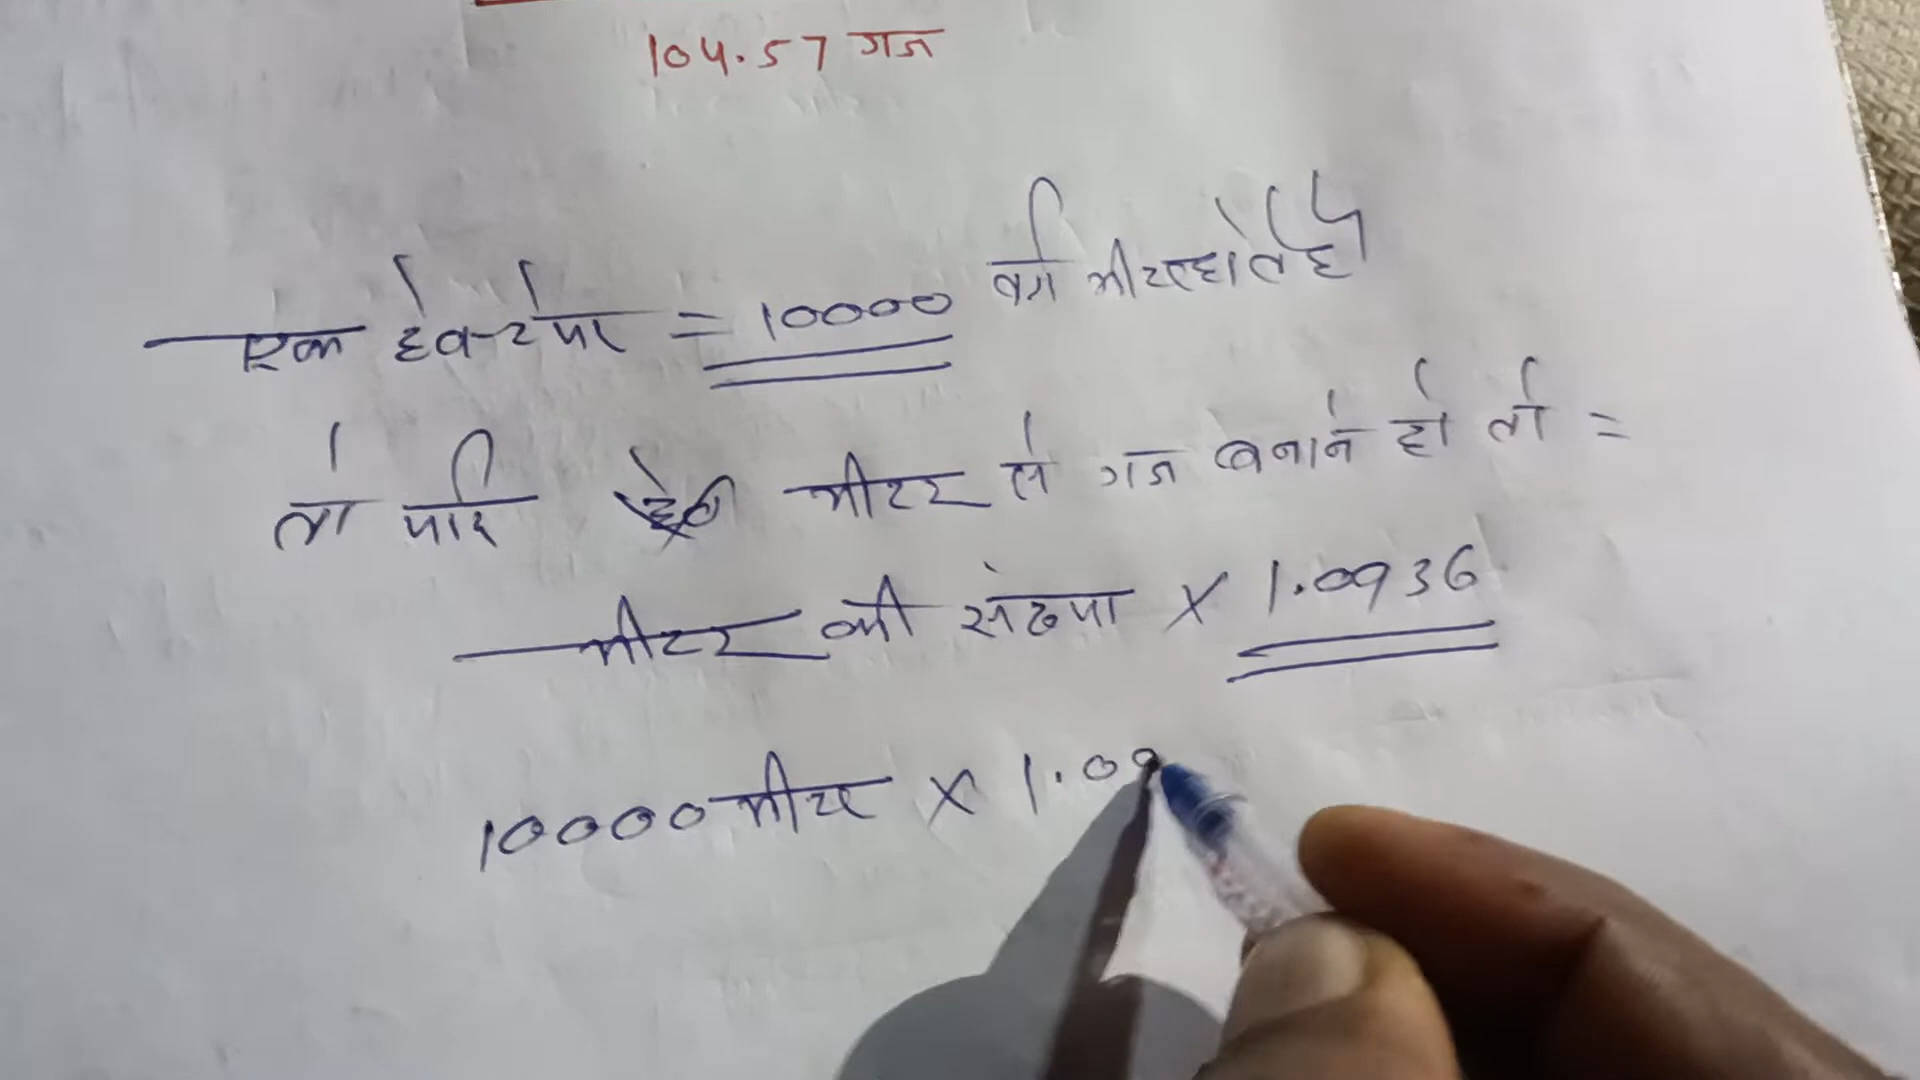 104.57 गज
एक हेक्टेयर = 10000 वर्ग मीटर होते है
तो यदि मीटर से गज बनाने हो तो =
मीटर की संख्या × 1.0936
10000 मीटर × 1.09